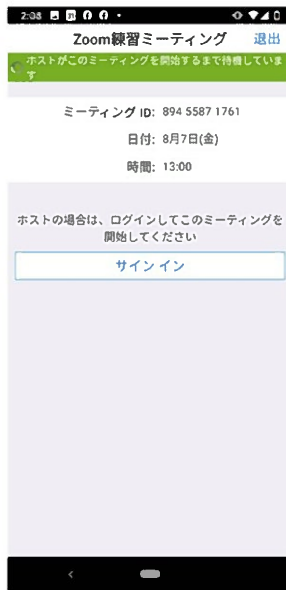 2:08
Zoom練習ミーティング 退出
ホストがこのミーティングを開始するまで待機していま
す
ミーティング ID: 894 5587 1761
日付: 8月7日(金)
時間: 13:00
ホストの場合は、ログインしてこのミーティングを
開始してください
サイン イン